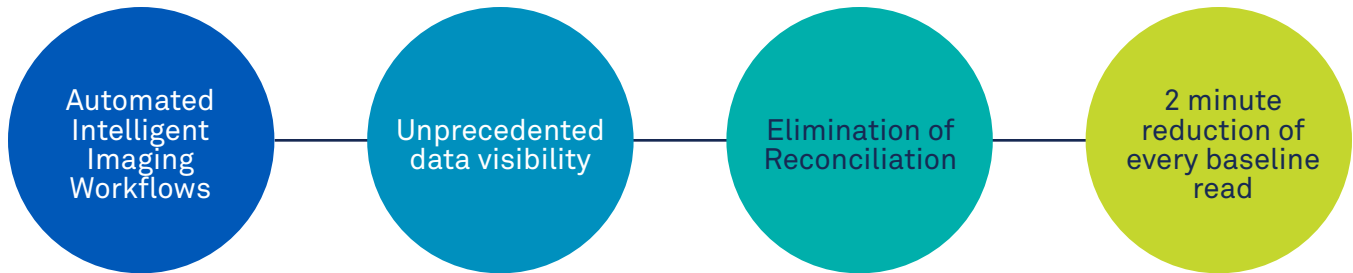 Automated
Intelligent
Imaging
Workflows
Unprecedented
data visibility
Elimination of
Reconciliation
2 minute
reduction of
every baseline
read